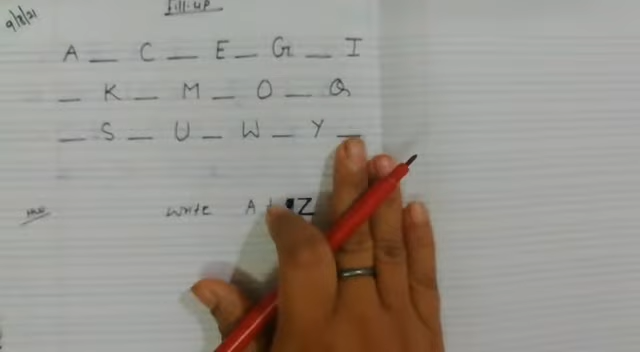 9/8/21
Fill up
A _ C _ E _ G _ I
_ K _ M _ O _ Q
_ S _ U _ W _ Y _
Write A Z